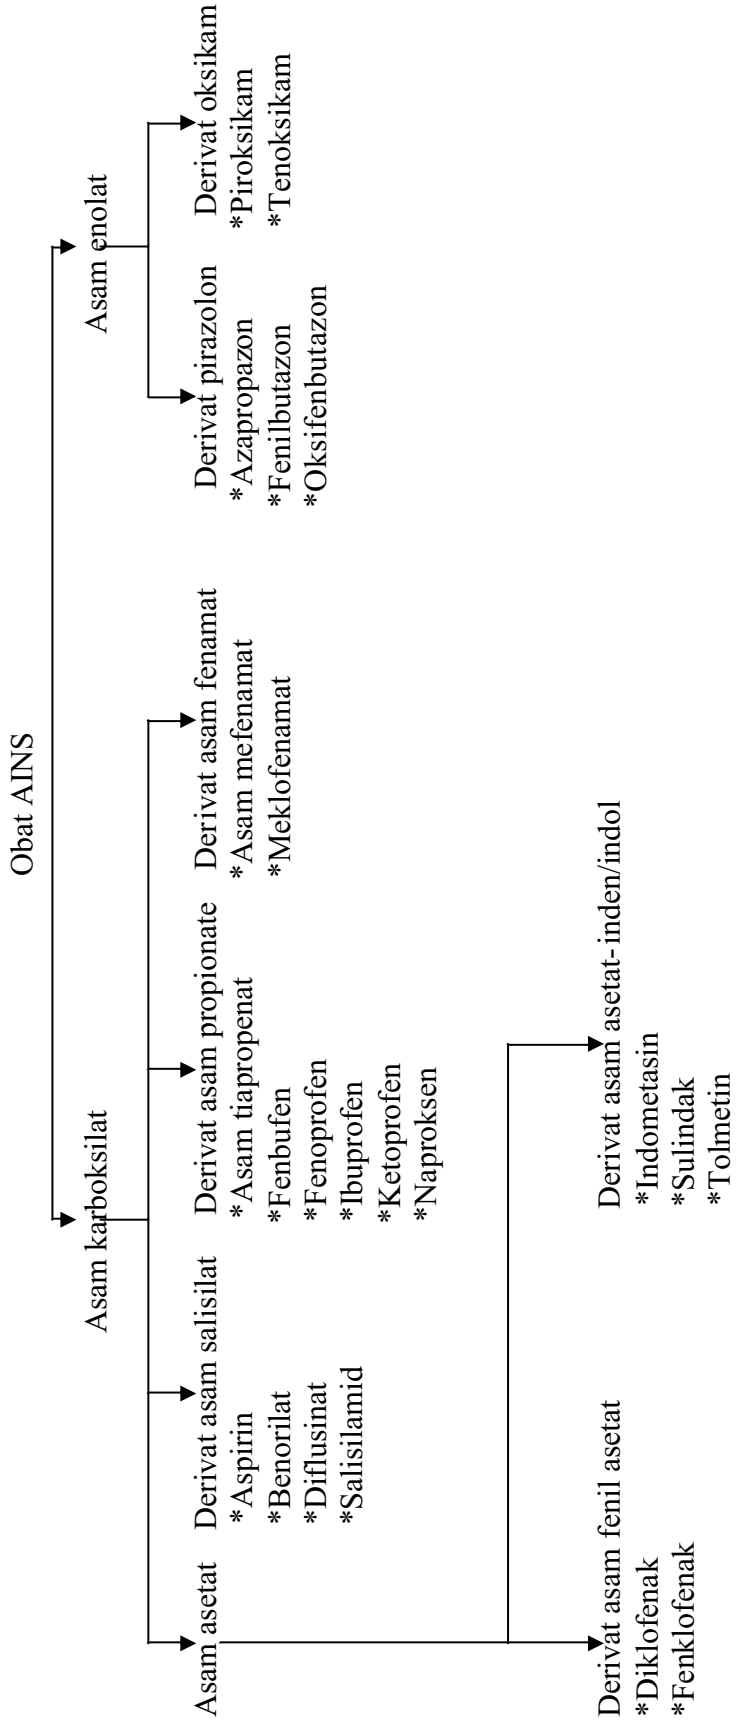 Obat AINS
Asam karboksilat
Asam enolat
Asam asetat
Derivat asam salisilat
*Aspirin
*Benorilat
*Diflusinat
*Salisilamid
Derivat asam propionate
*Asam tiapropenat
*Fenbufen
*Fenoprofen
*Ibuprofen
*Ketoprofen
*Naproksen
Derivat asam fenamat
*Asam mefenamat
*Meklofenamat
Derivat pirazolon
*Azapropazon
*Fenilbutazon
*Oksifenbutazon
Derivat oksikam
*Piroksikam
*Tenoksikam
Derivat asam fenil asetat
*Diklofenak
*Fenklofenak
Derivat asam asetat-inden/indol
*Indometasin
*Sulindak
*Tolmetin